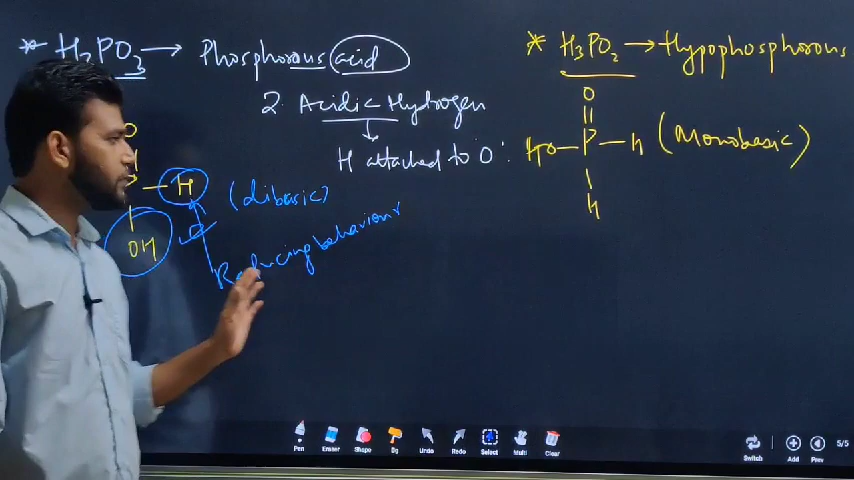 * H3PO3 → Phosphorous acid
2 Acidic Hydrogen
H attached to O
O
P — H
OH
(dibasic)
Reducing behaviour
* H3PO2 → Hypophosphorous
O
HO — P — H (Monobasic)
H
Pen Eraser Shape Bg Undo Redo Select Multi Clear Switch Add Prev 5/5